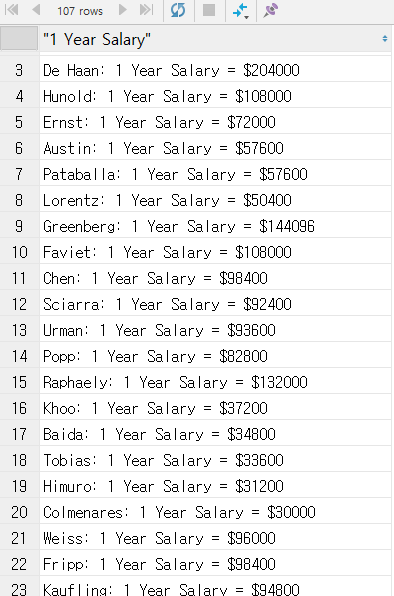 107 rows
"1 Year Salary"
3 De Haan: 1 Year Salary = $204000
4 Hunold: 1 Year Salary = $108000
5 Ernst: 1 Year Salary = $72000
6 Austin: 1 Year Salary = $57600
7 Pataballa: 1 Year Salary = $57600
8 Lorentz: 1 Year Salary = $50400
9 Greenberg: 1 Year Salary = $144096
10 Faviet: 1 Year Salary = $108000
11 Chen: 1 Year Salary = $98400
12 Sciarra: 1 Year Salary = $92400
13 Urman: 1 Year Salary = $93600
14 Popp: 1 Year Salary = $82800
15 Raphaely: 1 Year Salary = $132000
16 Khoo: 1 Year Salary = $37200
17 Baida: 1 Year Salary = $34800
18 Tobias: 1 Year Salary = $33600
19 Himuro: 1 Year Salary = $31200
20 Colmenares: 1 Year Salary = $30000
21 Weiss: 1 Year Salary = $96000
22 Fripp: 1 Year Salary = $98400
23 Kaufling: 1 Year Salary = $94800